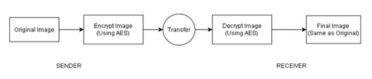 Original Image
Encrypt Image
(Using AES)
Transfer
Decrypt Image
(Using AES)
Final Image
(Same as Original)
SENDER
RECEIVER